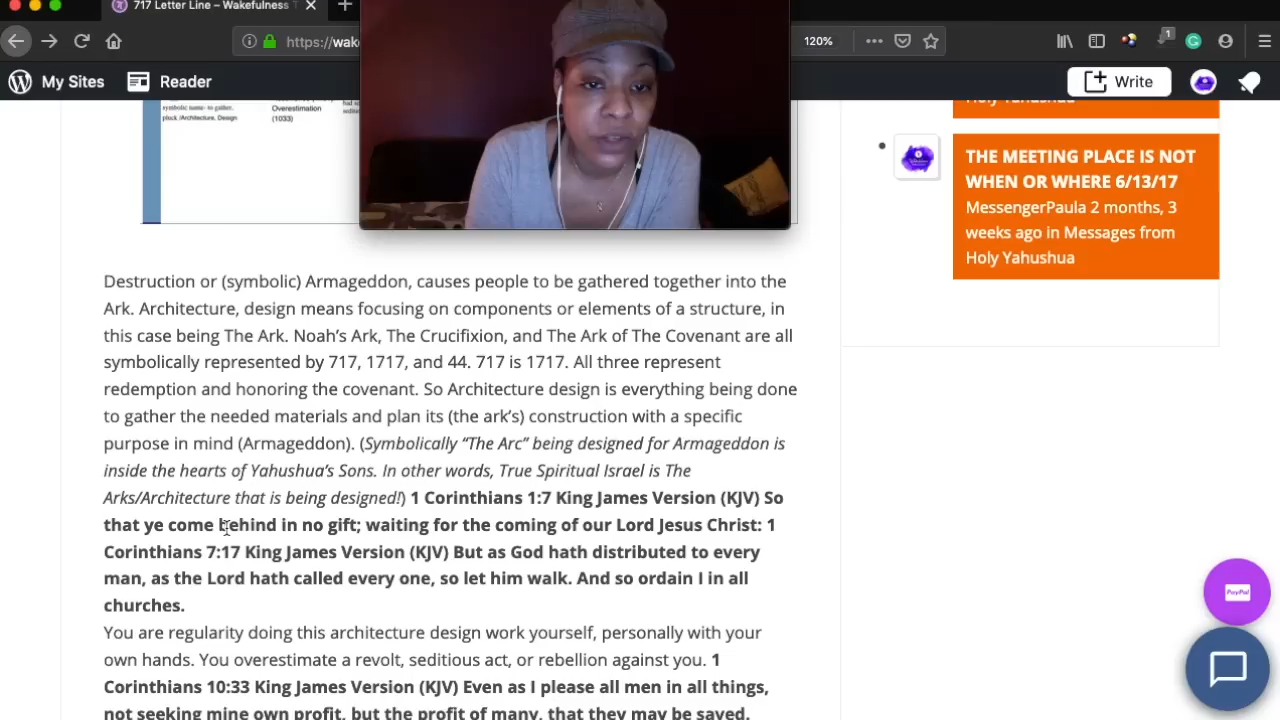 717 Letter Line – Wakefulness T
https://wake
120%
1
My Sites
Reader
Write
symbolic name- to gather,
pluck /Architecture, Design
Overestimation
(1033)
Holy Yahushua
THE MEETING PLACE IS NOT
WHEN OR WHERE 6/13/17
MessengerPaula 2 months, 3
weeks ago in Messages from
Holy Yahushua
Destruction or (symbolic) Armageddon, causes people to be gathered together into the
Ark. Architecture, design means focusing on components or elements of a structure, in
this case being The Ark. Noah’s Ark, The Crucifixion, and The Ark of The Covenant are all
symbolically represented by 717, 1717, and 44. 717 is 1717. All three represent
redemption and honoring the covenant. So Architecture design is everything being done
to gather the needed materials and plan its (the ark’s) construction with a specific
purpose in mind (Armageddon). (Symbolically “The Arc” being designed for Armageddon is
inside the hearts of Yahushua’s Sons. In other words, True Spiritual Israel is The
Arks/Architecture that is being designed!) 1 Corinthians 1:7 King James Version (KJV) So
that ye come behind in no gift; waiting for the coming of our Lord Jesus Christ: 1
Corinthians 7:17 King James Version (KJV) But as God hath distributed to every
man, as the Lord hath called every one, so let him walk. And so ordain I in all
churches.
You are regularity doing this architecture design work yourself, personally with your
own hands. You overestimate a revolt, seditious act, or rebellion against you. 1
Corinthians 10:33 King James Version (KJV) Even as I please all men in all things,
not seeking mine own profit, but the profit of many, that they may be saved.
PayPal